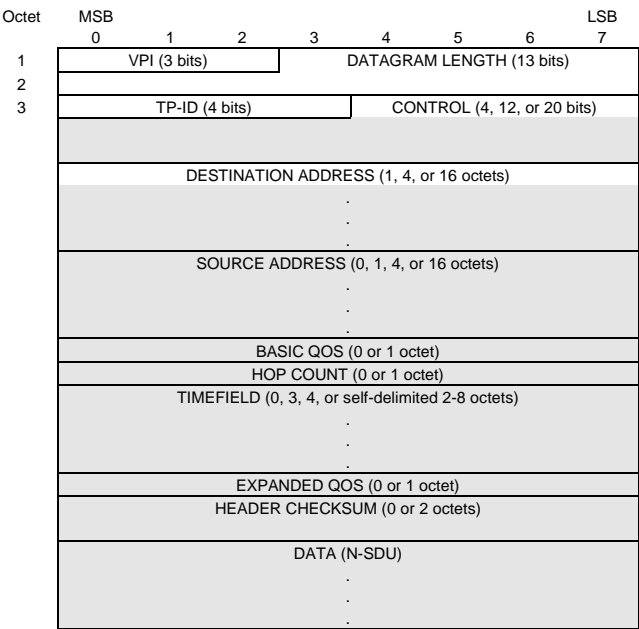 Octet MSB LSB
0 1 2 3 4 5 6 7
1 VPI (3 bits) DATAGRAM LENGTH (13 bits)
2
3 TP-ID (4 bits) CONTROL (4, 12, or 20 bits)
DESTINATION ADDRESS (1, 4, or 16 octets)
.
.
.
SOURCE ADDRESS (0, 1, 4, or 16 octets)
.
.
.
BASIC QOS (0 or 1 octet)
HOP COUNT (0 or 1 octet)
TIMEFIELD (0, 3, 4, or self-delimited 2-8 octets)
.
.
.
EXPANDED QOS (0 or 1 octet)
HEADER CHECKSUM (0 or 2 octets)
DATA (N-SDU)
.
.
.